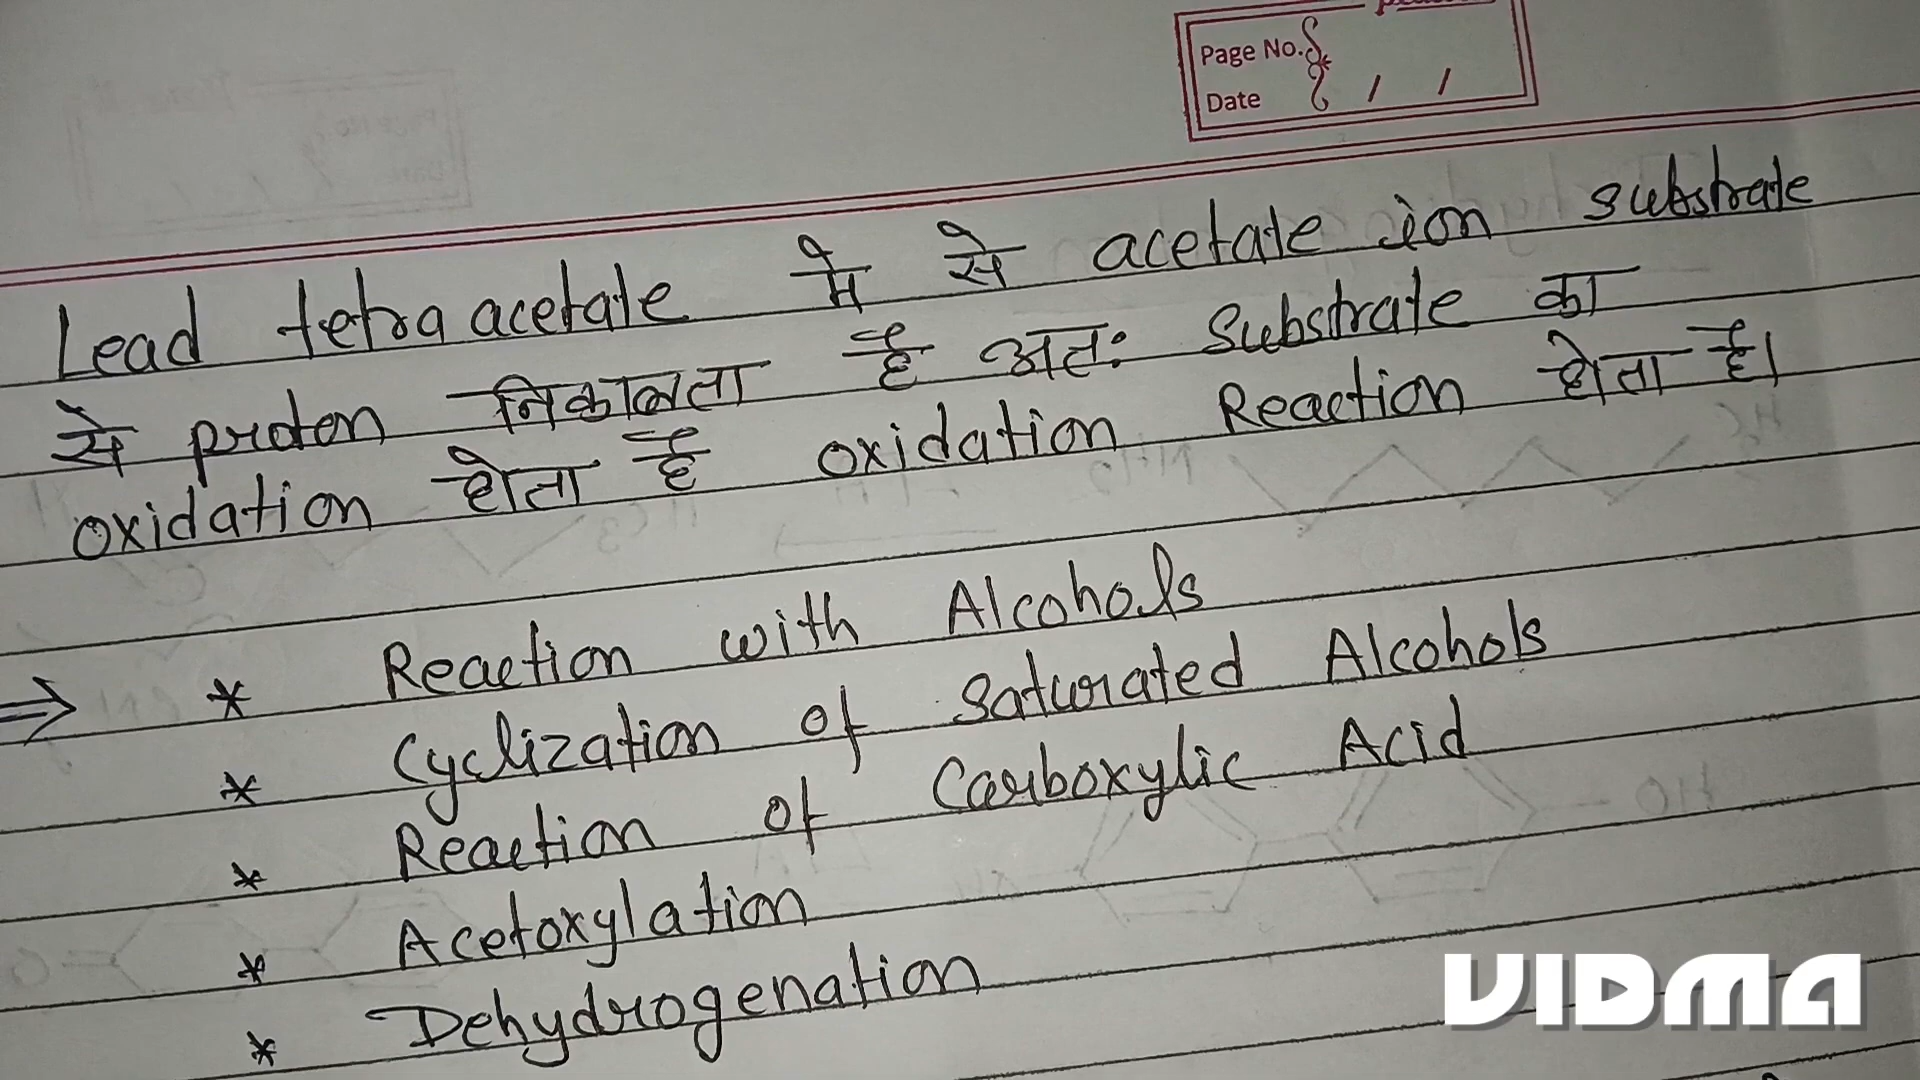 Page No.
Date / /
Lead tetra acetate में से acetate ion substrate
से proton निकालता है अतः Substrate का
oxidation होता है oxidation Reaction होता है।
⇒ * Reaction with Alcohols
* Cyclization of Saturated Alcohols
* Reaction of Carboxylic Acid
* Acetoxylation
* Dehydrogenation
VIDMA